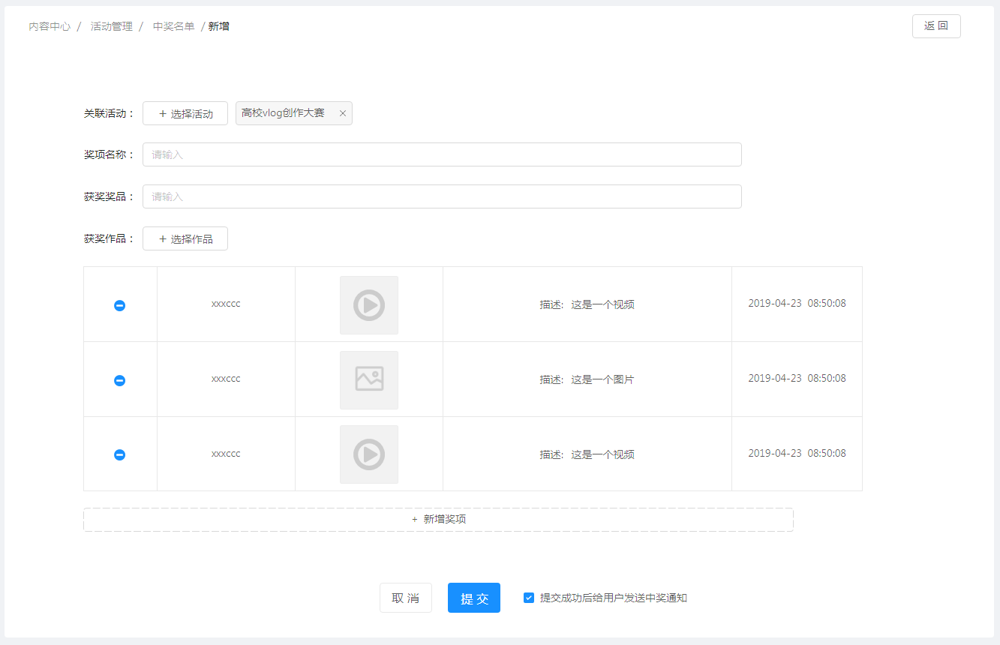 内容中心 / 活动管理 / 中奖名单 / 新增 返 回
关联活动： + 选择活动 高校vlog创作大赛 ×
奖项名称： 请输入
获奖奖品： 请输入
获奖作品： + 选择作品
xxxccc 描述: 这是一个视频 2019-04-23 08:50:08
xxxccc 描述: 这是一个图片 2019-04-23 08:50:08
xxxccc 描述: 这是一个视频 2019-04-23 08:50:08
+ 新增奖项
取 消 提 交 提交成功后给用户发送中奖通知